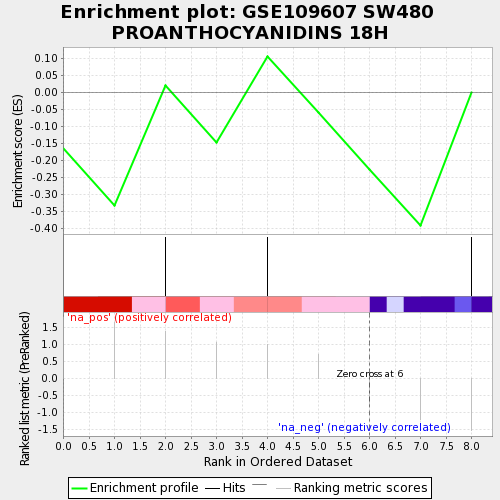 Enrichment plot: GSE109607 SW480
PROANTHOCYANIDINS 18H
Enrichment score (ES)
0.10
0.05
0.00
-0.05
-0.10
-0.15
-0.20
-0.25
-0.30
-0.35
-0.40
'na_pos' (positively correlated)
Ranked list metric (PreRanked)
1.5
1.0
0.5
0.0
-0.5
-1.0
-1.5
Zero cross at 6
'na_neg' (negatively correlated)
0.0 0.5 1.0 1.5 2.0 2.5 3.0 3.5 4.0 4.5 5.0 5.5 6.0 6.5 7.0 7.5 8.0
Rank in Ordered Dataset
Enrichment profile Hits Ranking metric scores